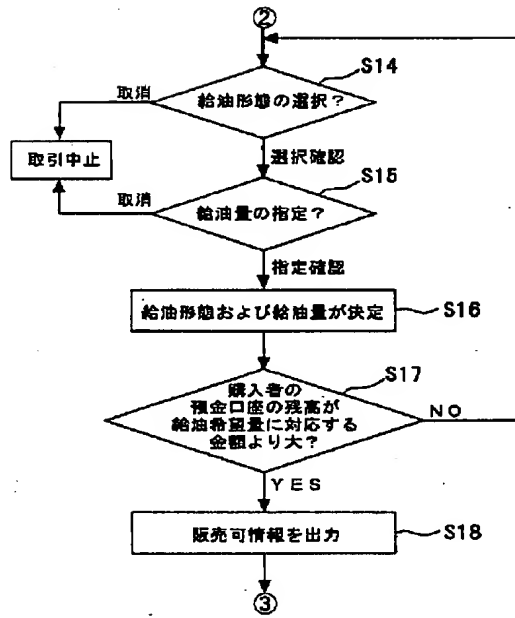 ②
S14
給油形態の選択？
取消
取引中止
選択確認
S15
給油量の指定？
取消
指定確認
給油形態および給油量が決定
S16
S17
購入者の
預金口座の残高が
給油希望量に対応する
金額より大？
NO
YES
販売可情報を出力
S18
③